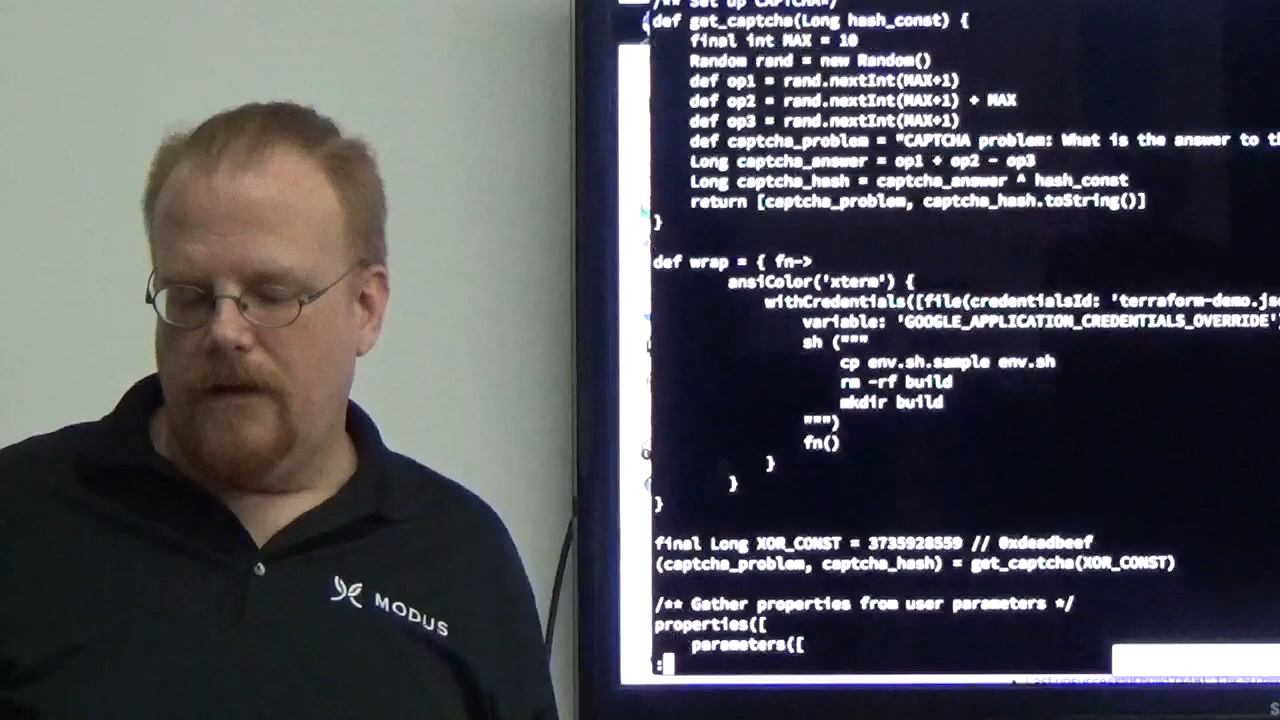 /** Set up CAPTCHA*/
def get_captcha(Long hash_const) {
final int MAX = 10
Random rand = new Random()
def op1 = rand.nextInt(MAX+1)
def op2 = rand.nextInt(MAX+1) + MAX
def op3 = rand.nextInt(MAX+1)
def captcha_problem = "CAPTCHA problem: What is the answer to t
Long captcha_answer = op1 + op2 - op3
Long captcha_hash = captcha_answer ^ hash_const
return [captcha_problem, captcha_hash.toString()]
}
def wrap = { fn->
ansiColor('xterm') {
withCredentials([file(credentialsId: 'terraform-demo.js
variable: 'GOOGLE_APPLICATION_CREDENTIALS_OVERRIDE'
sh ("""
cp env.sh.sample env.sh
rm -rf build
mkdir build
""")
fn()
}
}
}
final Long XOR_CONST = 3735928559 // 0xdeadbeef
(captcha_problem, captcha_hash) = get_captcha(XOR_CONST)
/** Gather properties from user parameters */
properties([
parameters([
:
MODUS